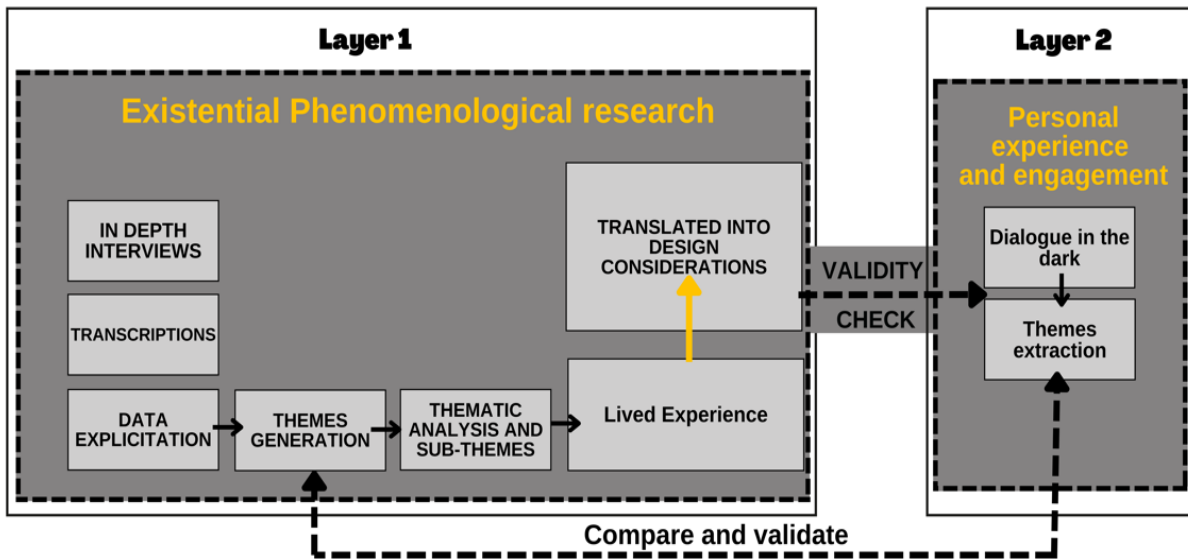 Layer 1
Existential Phenomenological research
IN DEPTH
INTERVIEWS
TRANSCRIPTIONS
DATA
EXPLICITATION
THEMES
GENERATION
THEMATIC
ANALYSIS AND
SUB-THEMES
Lived Experience
TRANSLATED INTO
DESIGN
CONSIDERATIONS
VALIDITY
CHECK
Layer 2
Personal
experience
and engagement
Dialogue in the
dark
Themes
extraction
Compare and validate